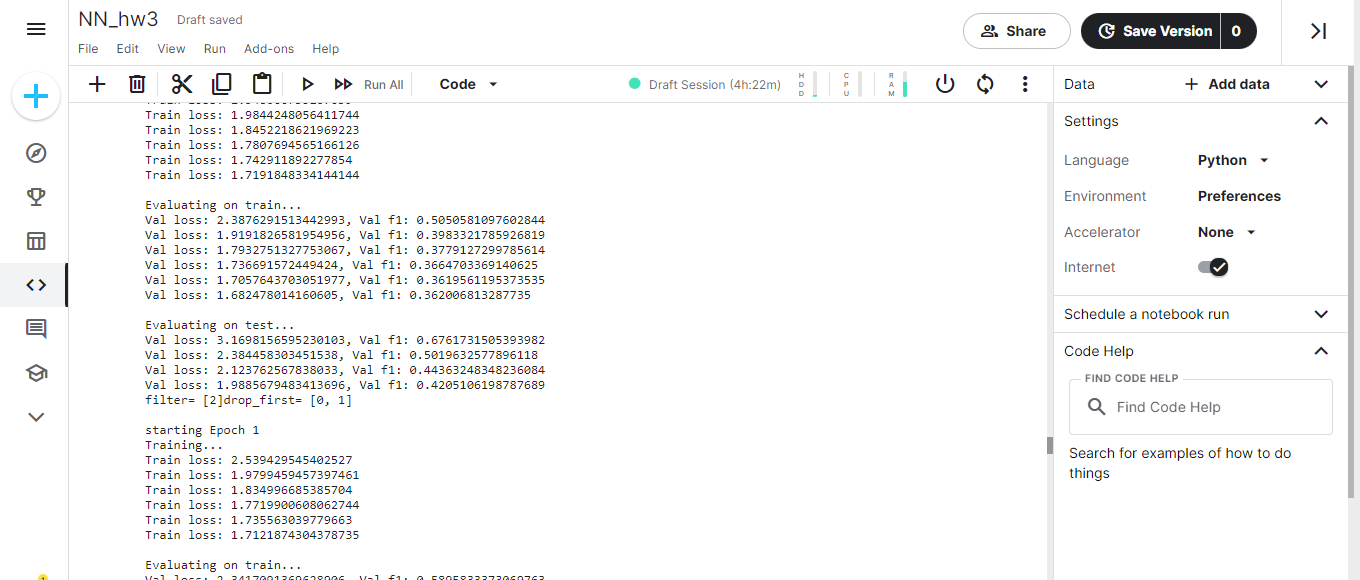 NN_hw3 Draft saved
File Edit View Run Add-ons Help
Share
Save Version 0
Run All
Code
Draft Session (4h:22m)
HDD
CPU
RAM
Train loss: 1.9844248056411744
Train loss: 1.8452218621969223
Train loss: 1.7807694565166126
Train loss: 1.742911892277854
Train loss: 1.7191848334144144
Evaluating on train...
Val loss: 2.3876291513442993, Val f1: 0.5050581097602844
Val loss: 1.9191826581954956, Val f1: 0.3983321785926819
Val loss: 1.7932751327753067, Val f1: 0.3779127299785614
Val loss: 1.736691572449424, Val f1: 0.3664703369140625
Val loss: 1.7057643703051977, Val f1: 0.3619561195373535
Val loss: 1.682478014160605, Val f1: 0.362006813287735
Evaluating on test...
Val loss: 3.1698156595230103, Val f1: 0.6761731505393982
Val loss: 2.384458303451538, Val f1: 0.5019632577896118
Val loss: 2.123762567838033, Val f1: 0.44363248348236084
Val loss: 1.9885679483413696, Val f1: 0.4205106198787689
filter= [2]drop_first= [0, 1]
starting Epoch 1
Training...
Train loss: 2.539429545402527
Train loss: 1.9799459457397461
Train loss: 1.834996685385704
Train loss: 1.7719900608062744
Train loss: 1.735563039779663
Train loss: 1.7121874304378735
Evaluating on train...
Data
Add data
Settings
Language Python
Environment Preferences
Accelerator None
Internet
Schedule a notebook run
Code Help
FIND CODE HELP
Find Code Help
Search for examples of how to do
things